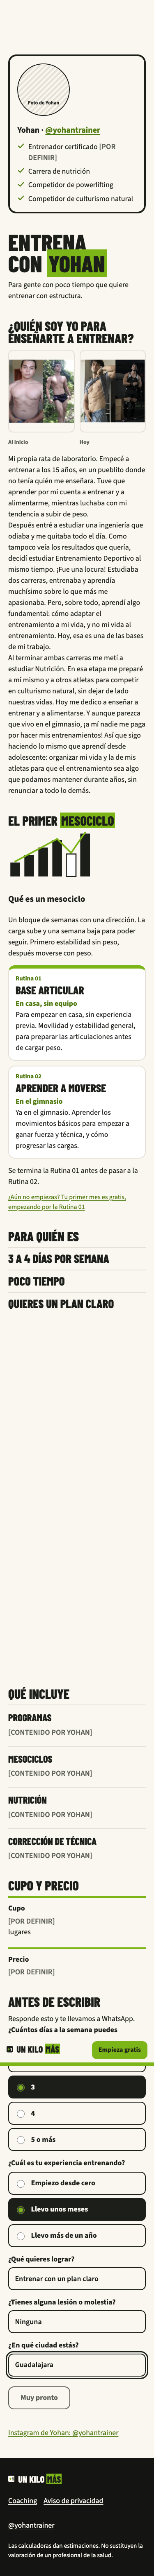 Foto de Yohan
Yohan · @yohantrainer
Entrenador certificado [POR
DEFINIR]
Carrera de nutrición
Competidor de powerlifting
Competidor de culturismo natural
ENTRENA
CON YOHAN
Para gente con poco tiempo que quiere
entrenar con estructura.
¿QUIÉN SOY YO PARA
ENSEÑARTE A ENTRENAR?
Al inicio
Hoy
Mi propia rata de laboratorio. Empecé a
entrenar a los 15 años, en un pueblito donde
no tenía quién me enseñara. Tuve que
aprender por mi cuenta a entrenar y a
alimentarme, mientras luchaba con mi
tendencia a subir de peso.
Después entré a estudiar una ingeniería que
odiaba y me quitaba todo el día. Como
tampoco veía los resultados que quería,
decidí estudiar Entrenamiento Deportivo al
mismo tiempo. ¡Fue una locura! Estudiaba
dos carreras, entrenaba y aprendía
muchísimo sobre lo que más me
apasionaba. Pero, sobre todo, aprendí algo
fundamental: cómo adaptar el
entrenamiento a mi vida, y no mi vida al
entrenamiento. Hoy, esa es una de las bases
de mi trabajo.
Al terminar ambas carreras me metí a
estudiar Nutrición. En esa etapa me preparé
a mí mismo y a otros atletas para competir
en culturismo natural, sin dejar de lado
nuestras vidas. Hoy me dedico a enseñar a
entrenar y a alimentarse. Y aunque parezca
que vivo en el gimnasio, ¡a mí nadie me paga
por hacer mis entrenamientos! Así que sigo
haciendo lo mismo que aprendí desde
adolescente: organizar mi vida y la de mis
atletas para que el entrenamiento sea algo
que podamos mantener durante años, sin
renunciar a todo lo demás.
EL PRIMER MESOCICLO
Qué es un mesociclo
Un bloque de semanas con una dirección. La
carga sube y una semana baja para poder
seguir. Primero estabilidad sin peso,
después moverse con peso.
Rutina 01
BASE ARTICULAR
En casa, sin equipo
Para empezar en casa, sin experiencia
previa. Movilidad y estabilidad general,
para preparar las articulaciones antes
de cargar peso.
Rutina 02
APRENDER A MOVERSE
En el gimnasio
Ya en el gimnasio. Aprender los
movimientos básicos para empezar a
ganar fuerza y técnica, y cómo
progresar las cargas.
Se termina la Rutina 01 antes de pasar a la
Rutina 02.
¿Aún no empiezas? Tu primer mes es gratis,
empezando por la Rutina 01
PARA QUIÉN ES
3 A 4 DÍAS POR SEMANA
POCO TIEMPO
QUIERES UN PLAN CLARO
QUÉ INCLUYE
PROGRAMAS
[CONTENIDO POR YOHAN]
MESOCICLOS
[CONTENIDO POR YOHAN]
NUTRICIÓN
[CONTENIDO POR YOHAN]
CORRECCIÓN DE TÉCNICA
[CONTENIDO POR YOHAN]
CUPO Y PRECIO
Cupo
[POR DEFINIR]
lugares
Precio
[POR DEFINIR]
ANTES DE ESCRIBIR
Responde esto y te llevamos a WhatsApp.
¿Cuántos días a la semana puedes
UN KILO MÁS
Empieza gratis
3
4
5 o más
¿Cuál es tu experiencia entrenando?
Empiezo desde cero
Llevo unos meses
Llevo más de un año
¿Qué quieres lograr?
Entrenar con un plan claro
¿Tienes alguna lesión o molestia?
Ninguna
¿En qué ciudad estás?
Guadalajara
Muy pronto
Instagram de Yohan: @yohantrainer
UN KILO MÁS
Coaching Aviso de privacidad
@yohantrainer
Las calculadoras dan estimaciones. No sustituyen la
valoración de un profesional de la salud.